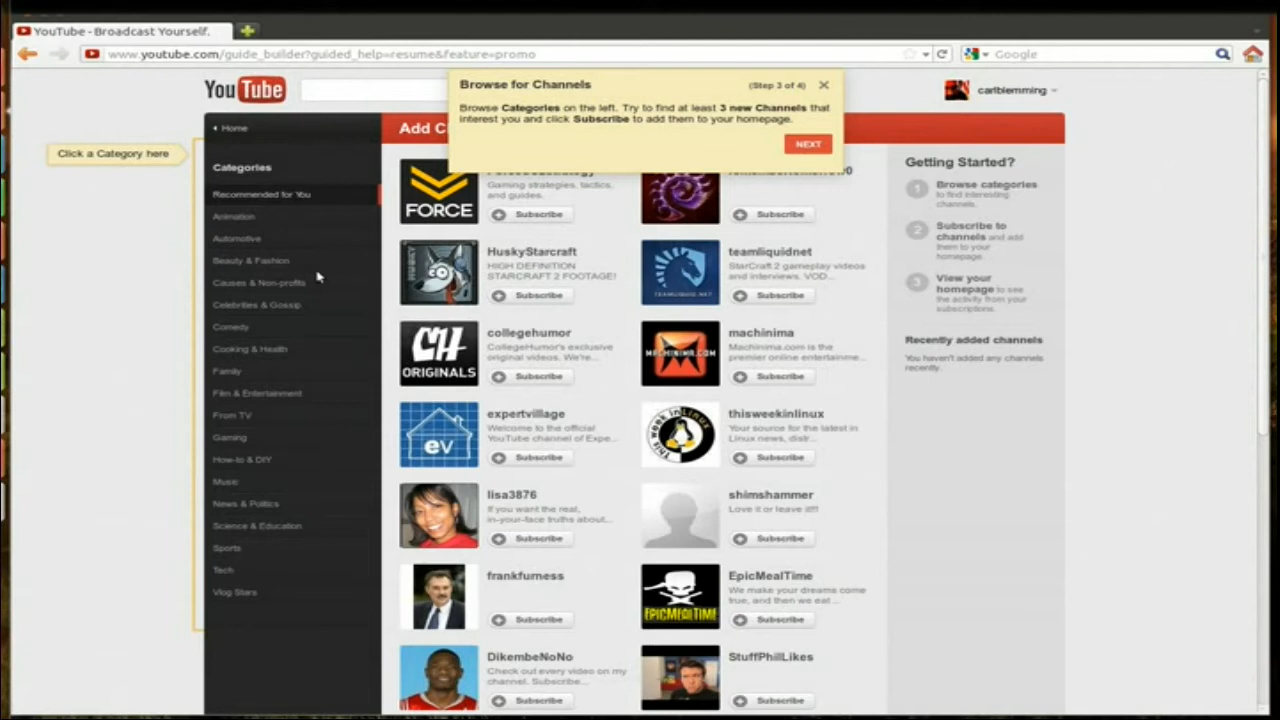 YouTube - Broadcast Yourself.
www.youtube.com/guide_builder?guided_help=resume&feature=promo
Google
YouTube
carlblemming
Browse for Channels
(Step 3 of 4)
Browse Categories on the left. Try to find at least 3 new Channels that
interest you and click Subscribe to add them to your homepage.
NEXT
Click a Category here
Home
Categories
Recommended for You
Animation
Automotive
Beauty & Fashion
Causes & Non-profits
Celebrities & Gossip
Comedy
Cooking & Health
Family
Film & Entertainment
From TV
Gaming
How-to & DIY
Music
News & Politics
Science & Education
Sports
Tech
Vlog Stars
Add C
FORCE
Gaming strategies, tactics,
and guides.
Subscribe
Subscribe
HUSKY
HuskyStarcraft
HIGH DEFINITION
STARCRAFT 2 FOOTAGE!
Subscribe
TEAMLIQUID.NET
teamliquidnet
StarCraft 2 gameplay videos
and interviews, VOD...
Subscribe
CH
ORIGINALS
collegehumor
CollegeHumor's exclusive
original videos. We're...
Subscribe
MACHINIMA.COM
machinima
Machinima.com is the
premier online entertainme...
Subscribe
ev
expertvillage
Welcome to the official
YouTube channel of Expe...
Subscribe
this week in Linux
thisweekinlinux
Your source for the latest in
Linux news, distr...
Subscribe
lisa3876
If you want the real,
in-your-face truths about...
Subscribe
shimshammer
Love it or leave it!!!
Subscribe
frankfurness
Subscribe
EPICMEALTIME
EpicMealTime
We make your dreams come
true, and then we eat ...
Subscribe
DikembeNoNo
Check out every video on my
channel. Subscribe...
Subscribe
StuffPhillLikes
Subscribe
Getting Started?
1 Browse categories
to find interesting
channels.
2 Subscribe to
channels and add
them to your
homepage.
3 View your
homepage to see
the activity from your
subscriptions.
Recently added channels
You haven't added any channels
recently.